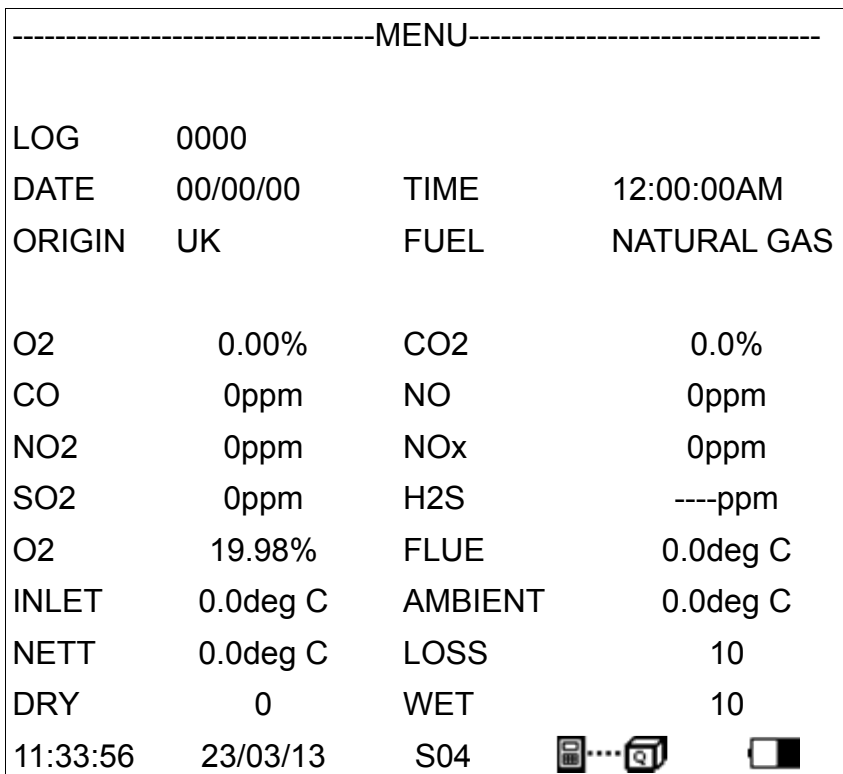 ----------------------------------MENU---------------------------------
LOG 0000
DATE 00/00/00 TIME 12:00:00AM
ORIGIN UK FUEL NATURAL GAS
O2 0.00% CO2 0.0%
CO 0ppm NO 0ppm
NO2 0ppm NOx 0ppm
SO2 0ppm H2S ----ppm
O2 19.98% FLUE 0.0deg C
INLET 0.0deg C AMBIENT 0.0deg C
NETT 0.0deg C LOSS 10
DRY 0 WET 10
11:33:56 23/03/13 S04 Q